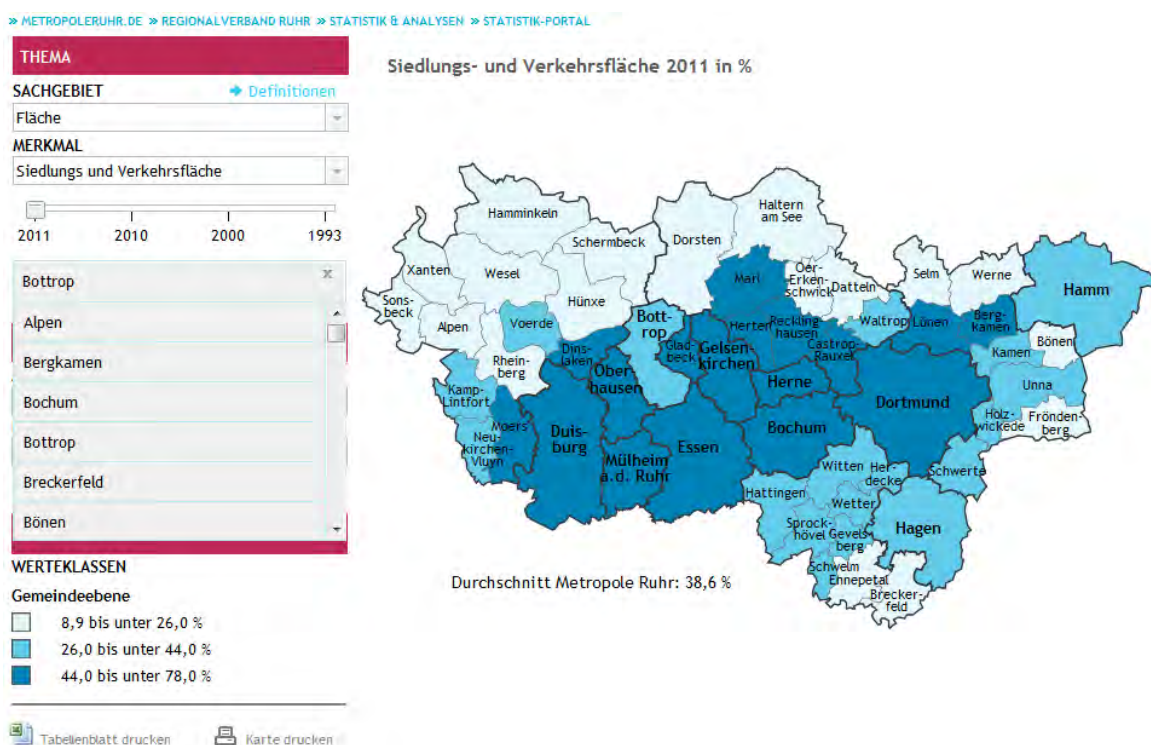 » METROPOLERUHR.DE » REGIONALVERBAND RUHR » STATISTIK & ANALYSEN » STATISTIK-PORTAL
THEMA
SACHGEBIET
Definitionen
Fläche
MERKMAL
Siedlungs und Verkehrsfläche
2011
2010
2000
1993
Bottrop
x
Alpen
Bergkamen
Bochum
Bottrop
Breckerfeld
Bönen
WERTEKLASSEN
Gemeindeebene
8,9 bis unter 26,0 %
26,0 bis unter 44,0 %
44,0 bis unter 78,0 %
Tabellenblatt drucken
Karte drucken
Siedlungs- und Verkehrsfläche 2011 in %
Hamminkeln
Schermbeck
Dorsten
Haltern
am See
Xanten
Wesel
Hünxe
Marl
Oer-
Erken-
schwick
Datteln
Selm
Werne
Hamm
Sons-
beck
Alpen
Voerde
Bott-
rop
Herten
Reckling-
hausen
Waltrop
Lünen
Berg-
kamen
Bönen
Rhein-
berg
Dins-
laken
Ober-
hausen
Glad-
beck
Gelsen-
kirchen
Castrop-
Rauxel
Kamen
Kamp-
Lintfort
Herne
Unna
Moers
Neu-
kirchen-
Vluyn
Duis-
burg
Mülheim
a.d. Ruhr
Essen
Bochum
Dortmund
Holz-
wickede
Frönden-
berg
Witten
Her-
decke
Schwerte
Hattingen
Wetter
Sprock-
hövel
Gevels-
berg
Hagen
Schwelm
Ennepetal
Brecker-
feld
Durchschnitt Metropole Ruhr: 38,6 %